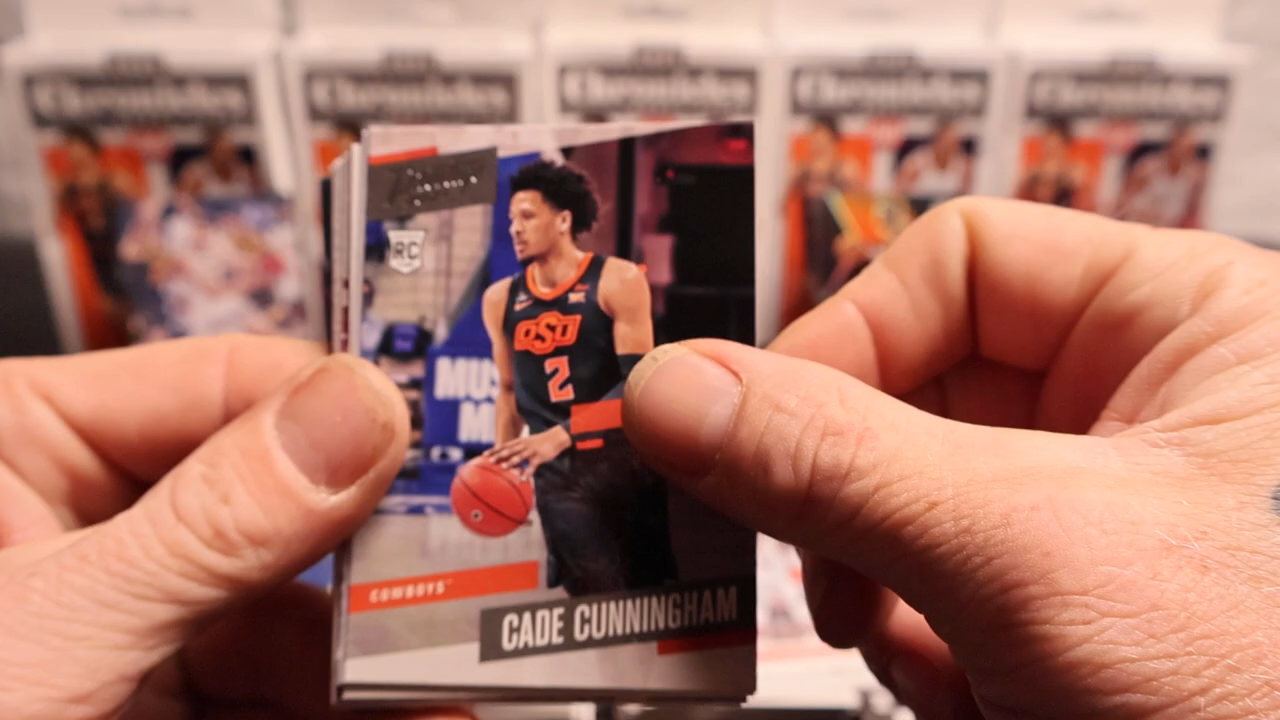 Chronicles
Chronicles
Chronicles
Chronicles
Chronicles
RC
OSU
2
MUS
M
COWBOYS
CADE CUNNINGHAM